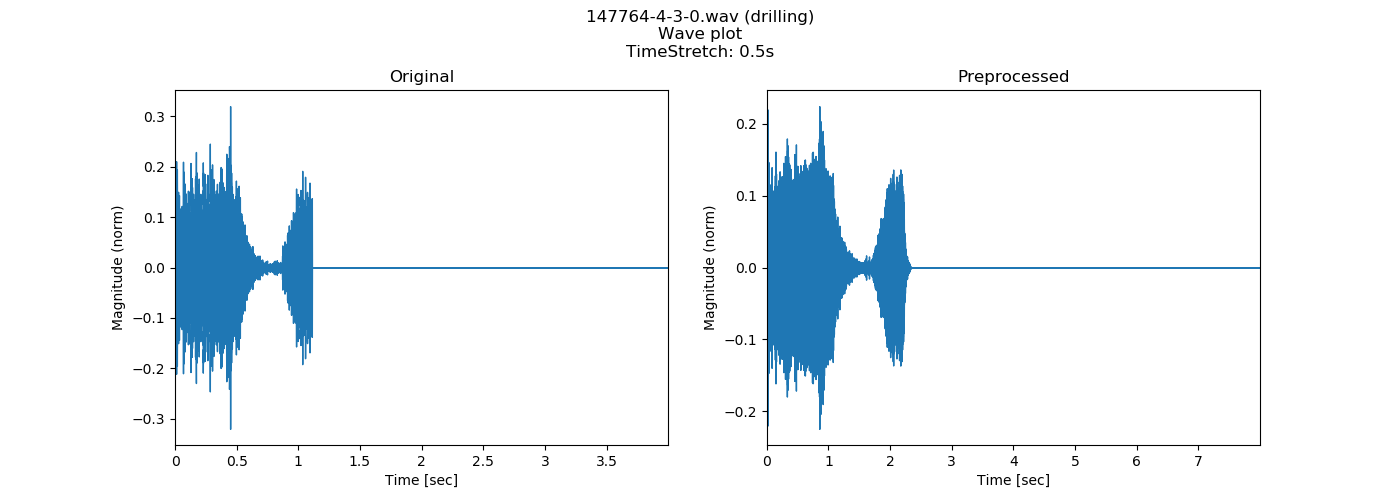 147764-4-3-0.wav (drilling)
Wave plot
TimeStretch: 0.5s
Original
0.3
0.2
0.1
0.0
−0.1
−0.2
−0.3
Magnitude (norm)
0 0.5 1 2 2.5 3 3.5
Time [sec]
Preprocessed
0.2
0.1
0.0
−0.1
−0.2
Magnitude (norm)
0 1 2 3 4 5 6 7
Time [sec]